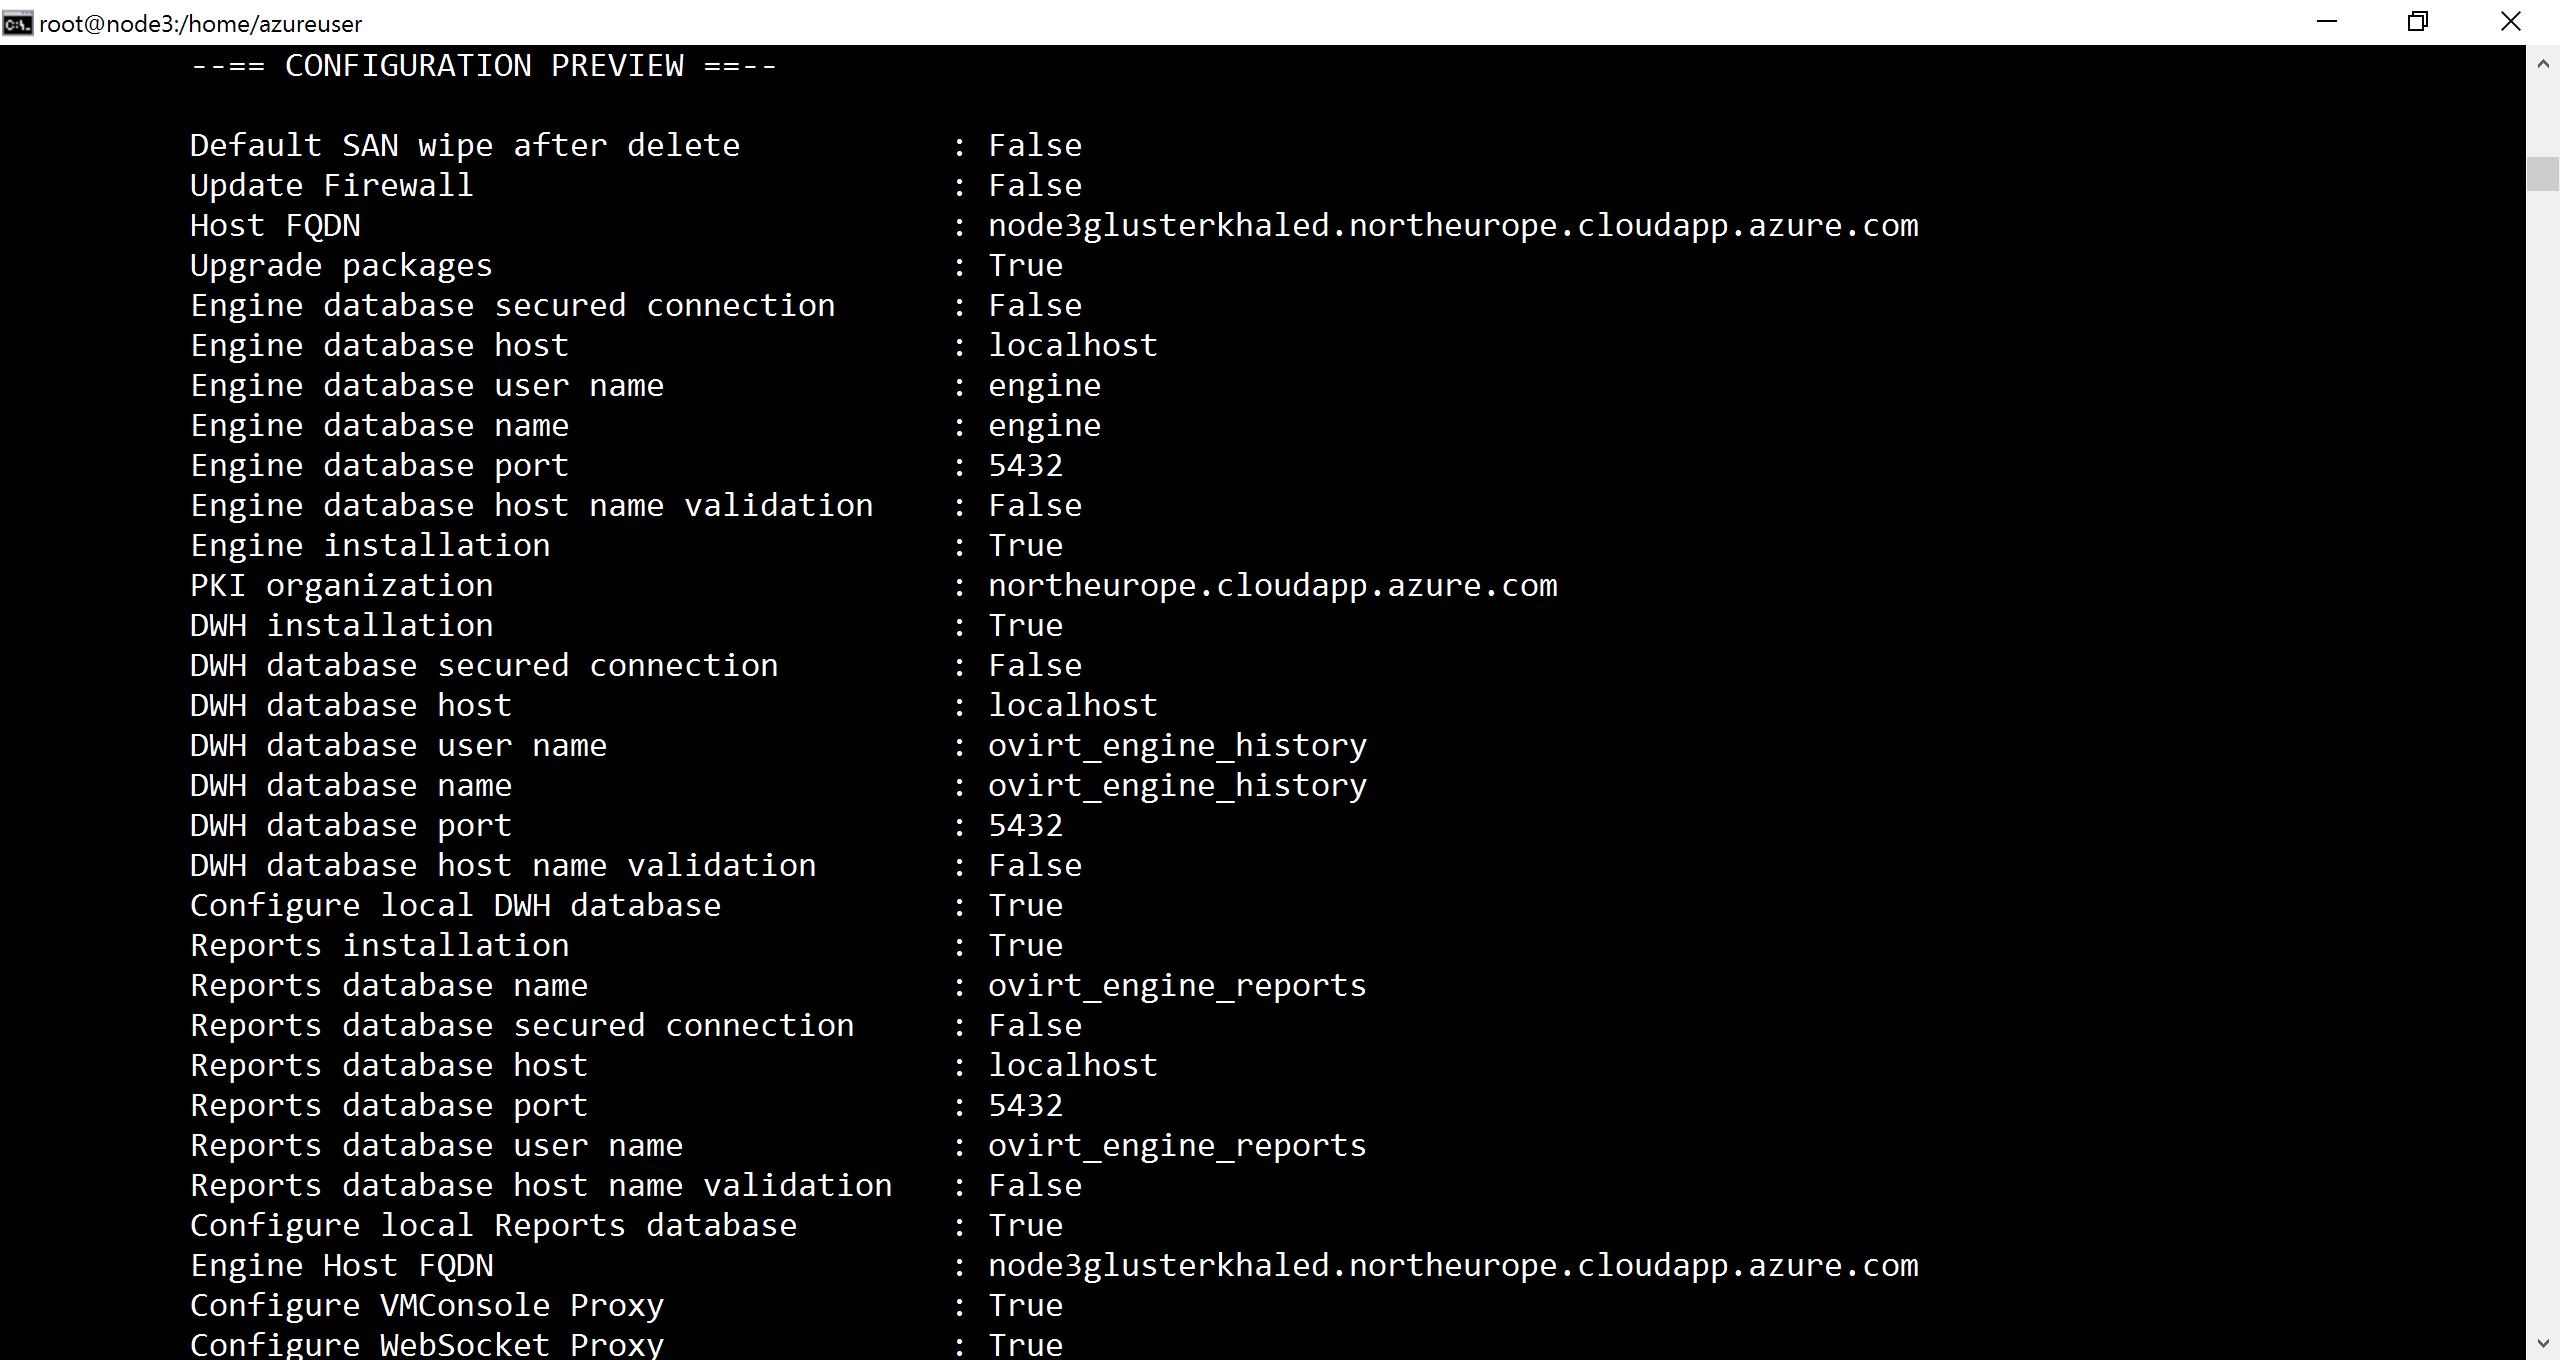 root@node3:/home/azureuser
--== CONFIGURATION PREVIEW ==--
Default SAN wipe after delete : False
Update Firewall : False
Host FQDN : node3glusterkhaled.northeurope.cloudapp.azure.com
Upgrade packages : True
Engine database secured connection : False
Engine database host : localhost
Engine database user name : engine
Engine database name : engine
Engine database port : 5432
Engine database host name validation : False
Engine installation : True
PKI organization : northeurope.cloudapp.azure.com
DWH installation : True
DWH database secured connection : False
DWH database host : localhost
DWH database user name : ovirt_engine_history
DWH database name : ovirt_engine_history
DWH database port : 5432
DWH database host name validation : False
Configure local DWH database : True
Reports installation : True
Reports database name : ovirt_engine_reports
Reports database secured connection : False
Reports database host : localhost
Reports database port : 5432
Reports database user name : ovirt_engine_reports
Reports database host name validation : False
Configure local Reports database : True
Engine Host FQDN : node3glusterkhaled.northeurope.cloudapp.azure.com
Configure VMConsole Proxy : True
Configure WebSocket Proxy : True